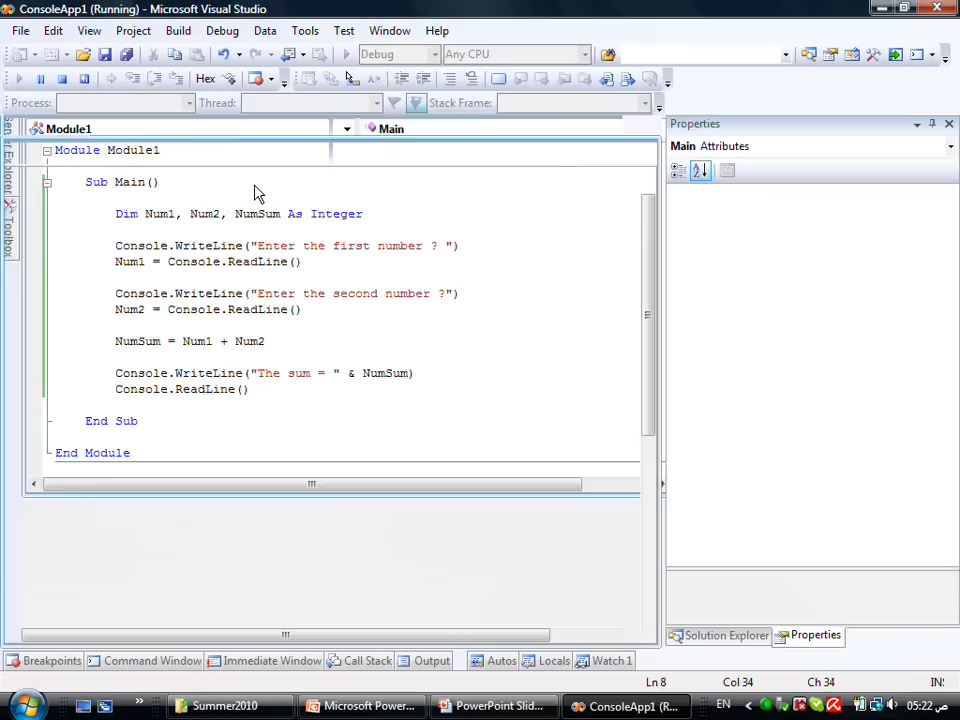 ConsoleApp1 (Running) - Microsoft Visual Studio
File Edit View Project Build Debug Data Tools Test Window Help
Debug Any CPU
Hex
Process: Thread: Stack Frame:
Module1 Main
Server Explorer
Toolbox
Module Module1
Sub Main()
Dim Num1, Num2, NumSum As Integer
Console.WriteLine("Enter the first number ? ")
Num1 = Console.ReadLine()
Console.WriteLine("Enter the second number ?")
Num2 = Console.ReadLine()
NumSum = Num1 + Num2
Console.WriteLine("The sum = " & NumSum)
Console.ReadLine()
End Sub
End Module
Properties
Main Attributes
Solution Explorer Properties
Breakpoints Command Window Immediate Window Call Stack Output Autos Locals Watch 1
Ln 8 Col 34 Ch 34 INS
Summer2010 Microsoft Power... PowerPoint Slid... ConsoleApp1 (R... EN 05:22 ص